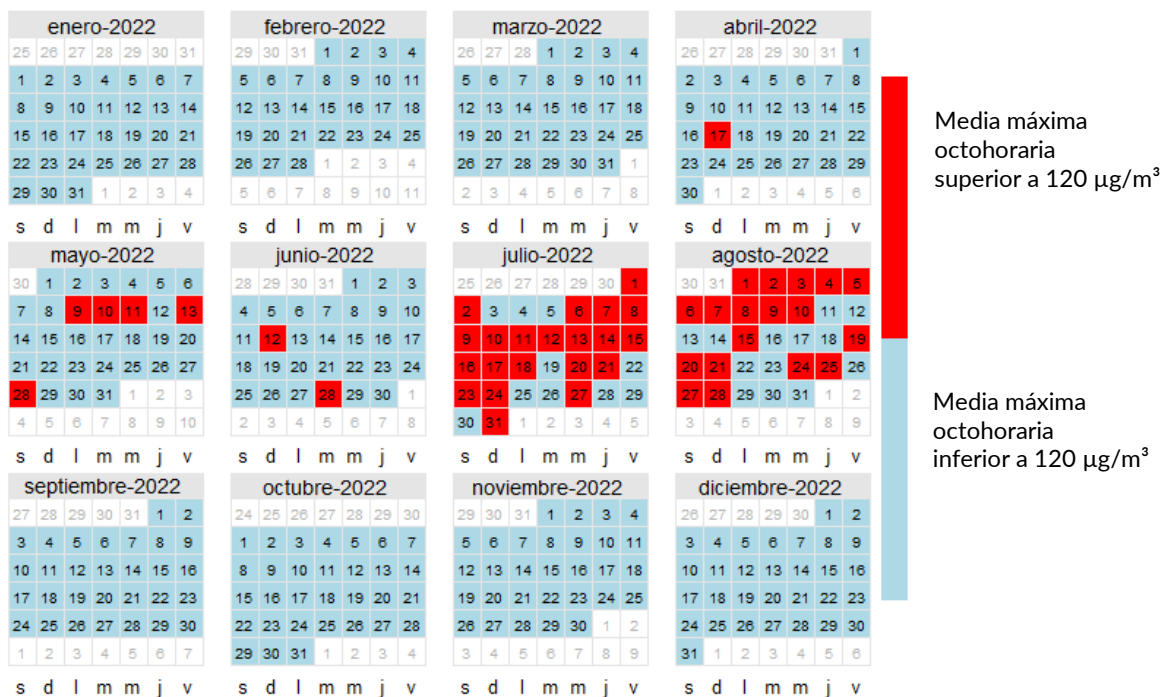 enero-2022
25 26 27 28 29 30 31
1 2 3 4 5 6 7
8 9 10 11 12 13 14
15 16 17 18 19 20 21
22 23 24 25 26 27 28
29 30 31 1 2 3 4
s d l m m j v
febrero-2022
29 30 31 1 2 3 4
5 6 7 8 9 10 11
12 13 14 15 16 17 18
19 20 21 22 23 24 25
26 27 28 1 2 3 4
5 6 7 8 9 10 11
s d l m m j v
marzo-2022
26 27 28 1 2 3 4
5 6 7 8 9 10 11
12 13 14 15 16 17 18
19 20 21 22 23 24 25
26 27 28 29 30 31 1
2 3 4 5 6 7 8
s d l m m j v
abril-2022
26 27 28 29 30 31 1
2 3 4 5 6 7 8
9 10 11 12 13 14 15
16 17 18 19 20 21 22
23 24 25 26 27 28 29
30 1 2 3 4 5 6
s d l m m j v
mayo-2022
30 1 2 3 4 5 6
7 8 9 10 11 12 13
14 15 16 17 18 19 20
21 22 23 24 25 26 27
28 29 30 31 1 2 3
4 5 6 7 8 9 10
s d l m m j v
junio-2022
28 29 30 31 1 2 3
4 5 6 7 8 9 10
11 12 13 14 15 16 17
18 19 20 21 22 23 24
25 26 27 28 29 30 1
2 3 4 5 6 7 8
s d l m m j v
julio-2022
25 26 27 28 29 30 1
2 3 4 5 6 7 8
9 10 11 12 13 14 15
16 17 18 19 20 21 22
23 24 25 26 27 28 29
30 31 1 2 3 4 5
s d l m m j v
agosto-2022
30 31 1 2 3 4 5
6 7 8 9 10 11 12
13 14 15 16 17 18 19
20 21 22 23 24 25 26
27 28 29 30 31 1 2
3 4 5 6 7 8 9
s d l m m j v
septiembre-2022
27 28 29 30 31 1 2
3 4 5 6 7 8 9
10 11 12 13 14 15 16
17 18 19 20 21 22 23
24 25 26 27 28 29 30
1 2 3 4 5 6 7
s d l m m j v
octubre-2022
24 25 26 27 28 29 30
1 2 3 4 5 6 7
8 9 10 11 12 13 14
15 16 17 18 19 20 21
22 23 24 25 26 27 28
29 30 31 1 2 3 4
s d l m m j v
noviembre-2022
29 30 31 1 2 3 4
5 6 7 8 9 10 11
12 13 14 15 16 17 18
19 20 21 22 23 24 25
26 27 28 29 30 1 2
3 4 5 6 7 8 9
s d l m m j v
diciembre-2022
26 27 28 29 30 1 2
3 4 5 6 7 8 9
10 11 12 13 14 15 16
17 18 19 20 21 22 23
24 25 26 27 28 29 30
31 1 2 3 4 5 6
s d l m m j v
Media máxima
octohoraria
superior a 120 µg/m³
Media máxima
octohoraria
inferior a 120 µg/m³